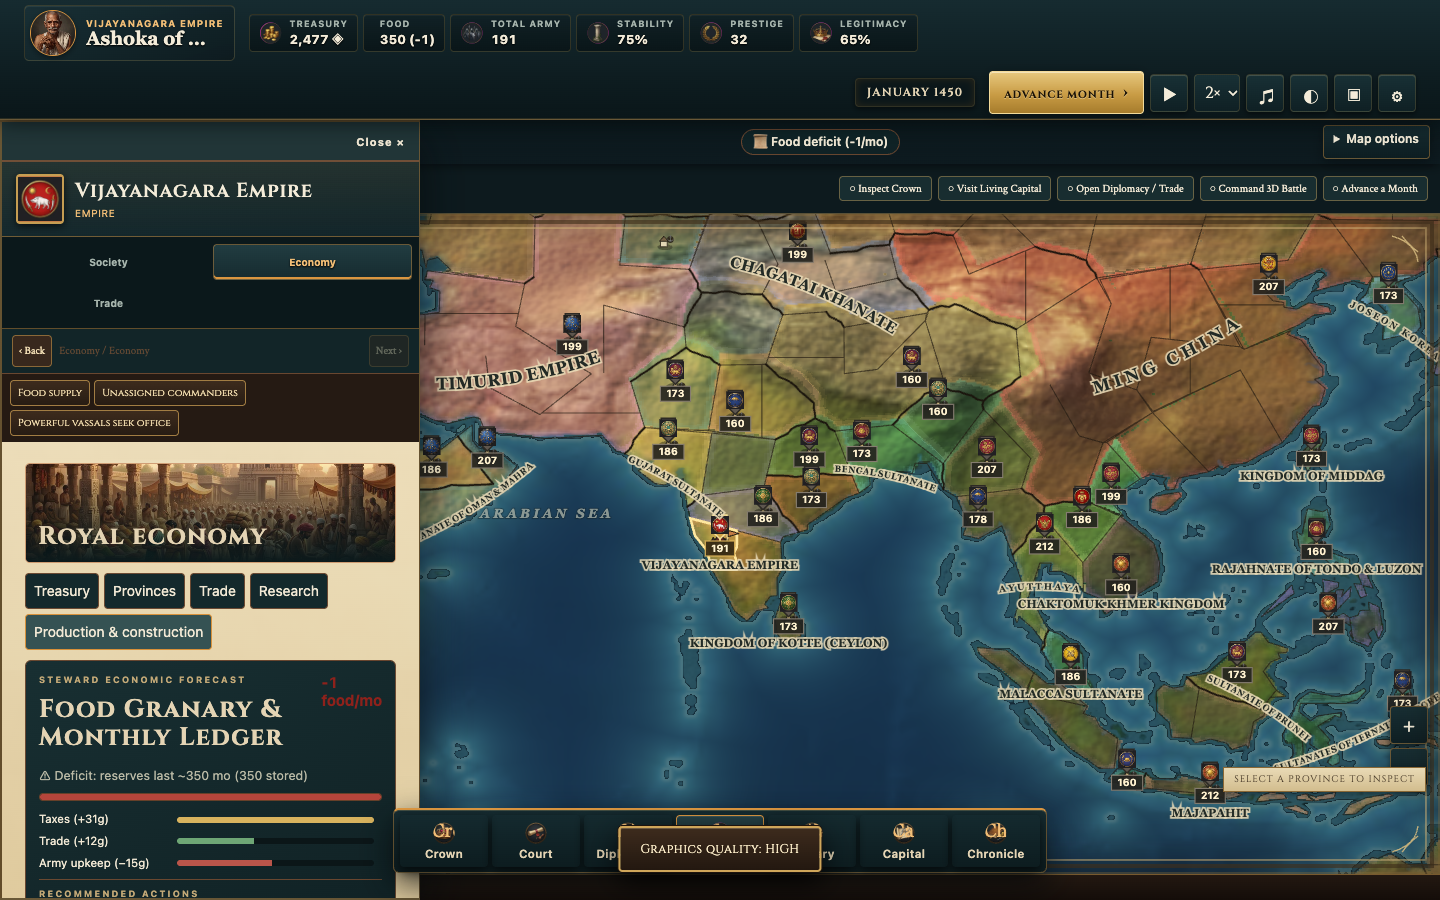 VIJAYANAGARA EMPIRE
Ashoka of ...
TREASURY
2,477
FOOD
350 (-1)
TOTAL ARMY
191
STABILITY
75%
PRESTIGE
32
LEGITIMACY
65%
JANUARY 1450
ADVANCE MONTH ›
2×
Close ×
Food deficit (-1/mo)
Map options
VIJAYANAGARA EMPIRE
EMPIRE
Inspect Crown
Visit Living Capital
Open Diplomacy / Trade
Command 3D Battle
Advance a Month
Society
Economy
Trade
‹ Back
Economy / Economy
Next ›
FOOD SUPPLY
UNASSIGNED COMMANDERS
POWERFUL VASSALS SEEK OFFICE
ROYAL ECONOMY
Treasury
Provinces
Trade
Research
Production & construction
STEWARD ECONOMIC FORECAST
-1 food/mo
FOOD GRANARY & MONTHLY LEDGER
⚠ Deficit: reserves last ~350 mo (350 stored)
Taxes (+31g)
Trade (+12g)
Army upkeep (−15g)
RECOMMENDED ACTIONS
199
CHAGATAI KHANATE
207
173
JOSEON KOREA
199
TIMURID EMPIRE
MING CHINA
173
160
160
160
186
186
207
199
173
BENGAL SULTANATE
207
173
KINGDOM OF MIDDAG
GUJARAT SULTANATE
ARABIAN SEA
173
186
178
186
199
191
VIJAYANAGARA EMPIRE
212
160
RAJAHNATE OF TONDO & LUZON
AYUTTHAYA
160
CHAKTOMUK KHMER KINGDOM
207
173
KINGDOM OF KOTTE (CEYLON)
186
MALACCA SULTANATE
173
SULTANATE OF BRUNEI
173
+
160
212
SELECT A PROVINCE TO INSPECT
MAJAPAHIT
Crown
Court
GRAPHICS QUALITY: HIGH
Capital
Chronicle